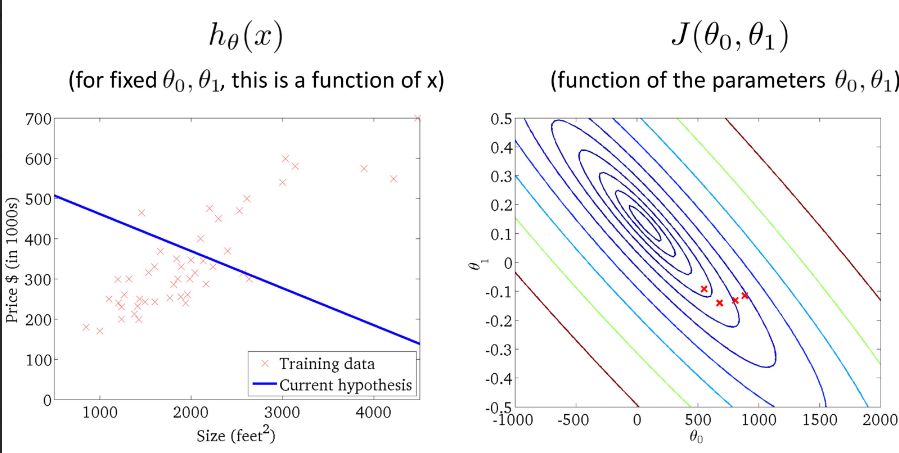 hθ(x)
(for fixed θ0, θ1, this is a function of x)
700
600
500
400
300
200
100
0
Price $ (in 1000s)
1000 2000 3000 4000
Size (feet²)
Training data
Current hypothesis
J(θ0, θ1)
(function of the parameters θ0, θ1)
0.5
0.4
0.3
0.2
0.1
0
-0.1
-0.2
-0.3
-0.4
-0.5
θ1
-1000 -500 0 500 1000 1500 2000
θ0